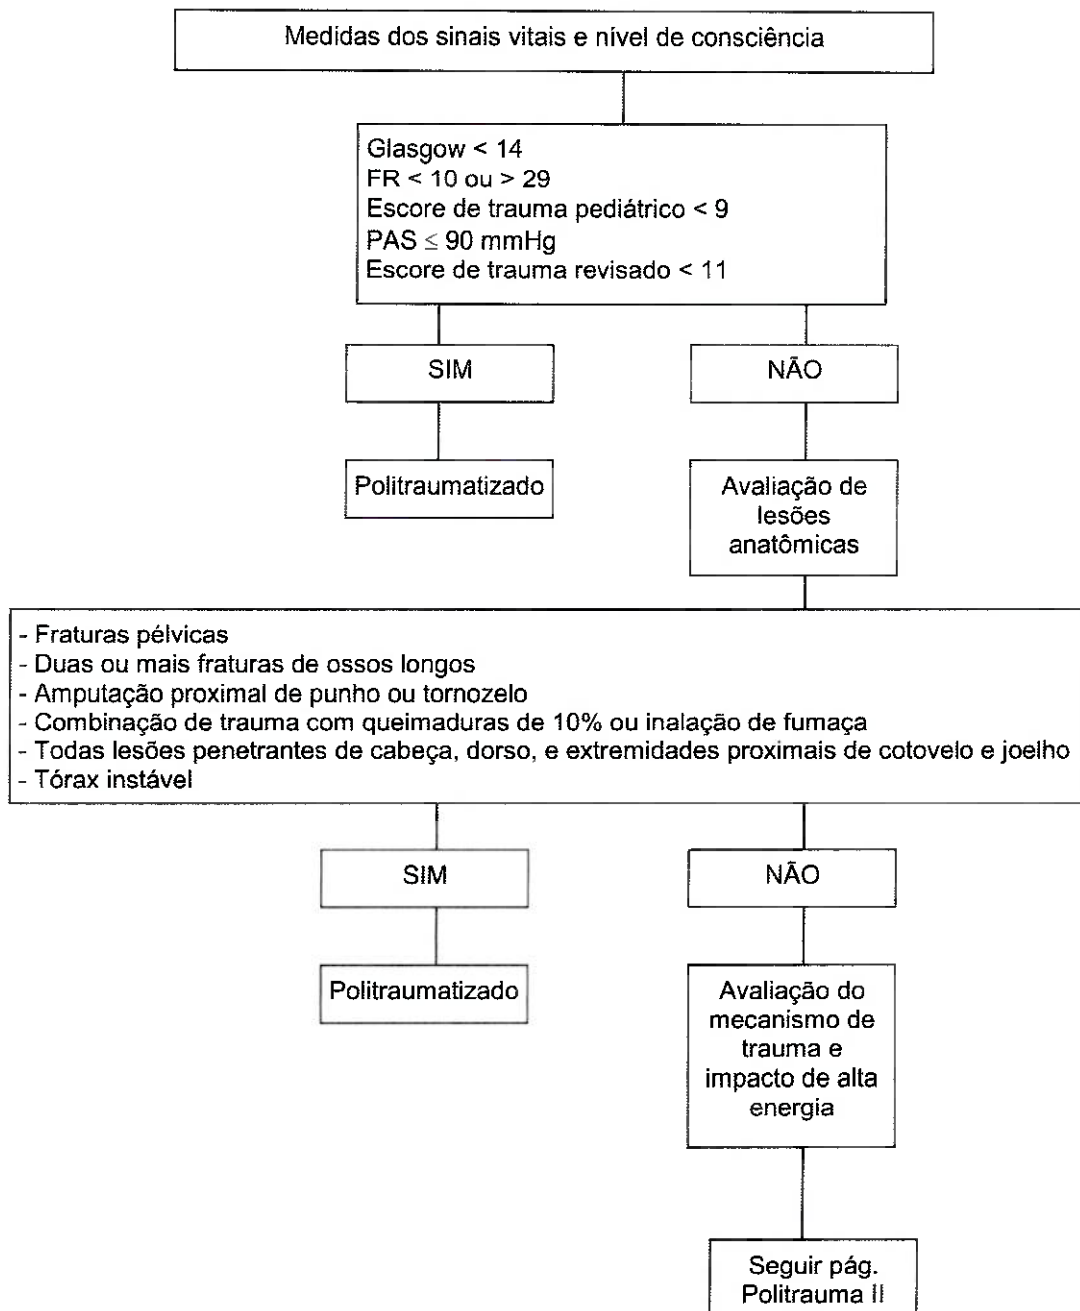 Medidas dos sinais vitais e nível de consciência
Glasgow < 14
FR < 10 ou > 29
Escore de trauma pediátrico < 9
PAS ≤ 90 mmHg
Escore de trauma revisado < 11
SIM
NÃO
Politraumatizado
Avaliação de
lesões
anatômicas
- Fraturas pélvicas
- Duas ou mais fraturas de ossos longos
- Amputação proximal de punho ou tornozelo
- Combinação de trauma com queimaduras de 10% ou inalação de fumaça
- Todas lesões penetrantes de cabeça, dorso, e extremidades proximais de cotovelo e joelho
- Tórax instável
SIM
NÃO
Politraumatizado
Avaliação do
mecanismo de
trauma e
impacto de alta
energia
Seguir pág.
Politrauma II